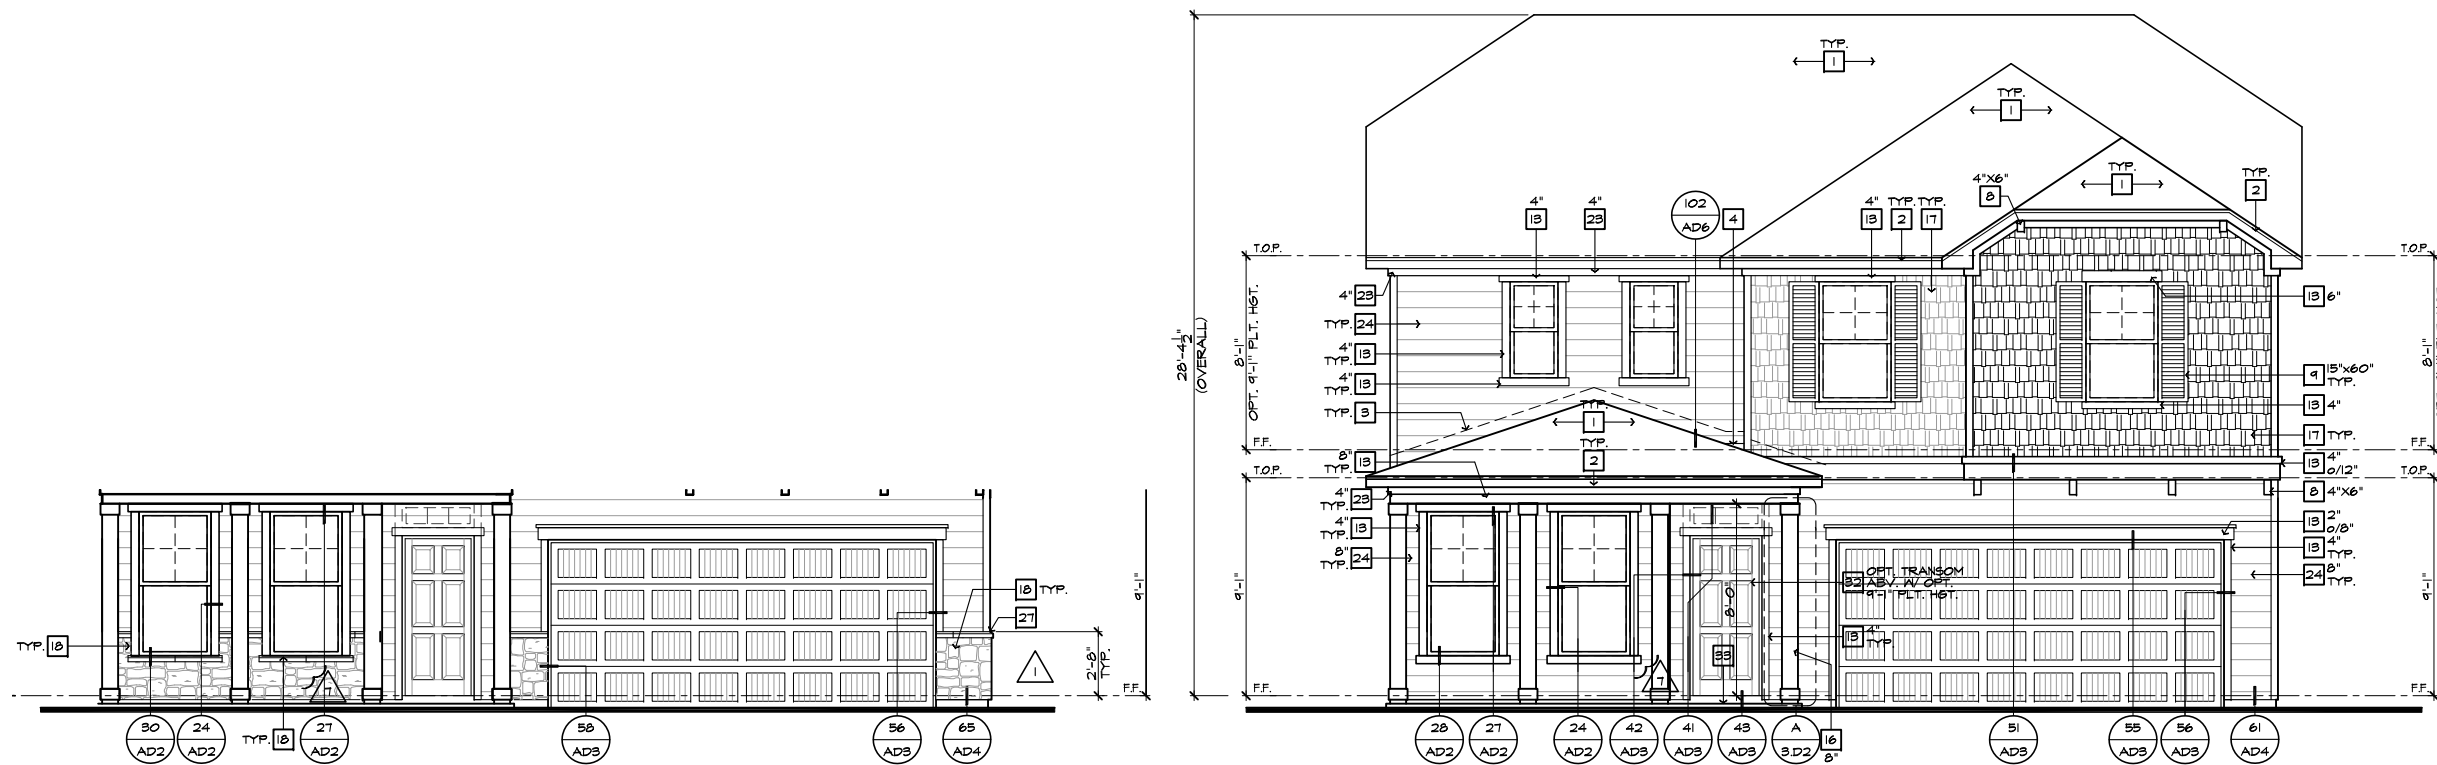 TYP.
18
30
AD2
24
AD2
TYP. 18
27
AD2
7
58
AD3
56
AD3
65
AD4
18 TYP.
27
1
2'-8"
TYP.
9'-1"
F.F.
28'-4 1/2"
(OVERALL)
8'-1"
OPT. 9'-1" PLT. HGT.
9'-1"
T.O.P.
F.F.
T.O.P.
F.F.
TYP.
1
TYP.
1
TYP.
1
TYP.
2
4"X6"
8
4"
13
4"
23
102
AD6
4
4"
13
TYP.
2
TYP.
17
4" 23
TYP. 24
4"
TYP. 13
4"
TYP. 13
TYP. 3
8"
TYP. 13
4"
TYP. 23
4"
TYP. 13
8"
TYP. 24
TYP.
1
TYP.
2
T.O.P.
13 6"
8'-1"
9 15"X60"
TYP.
13 4"
17 TYP.
F.F.
13 4"
0/12"
T.O.P.
8 4"X6"
13 2"
0/8"
13 4"
TYP.
24 8"
TYP.
9'-1"
F.F.
32 OPT. TRANSOM
ABV. W/ OPT.
9'-1" PLT. HGT.
8'-0"
13 4"
TYP.
33
7
28
AD2
27
AD2
24
AD2
42
AD3
41
AD3
43
AD3
A
3.D2
16
8"
51
AD3
55
AD3
56
AD3
61
AD4